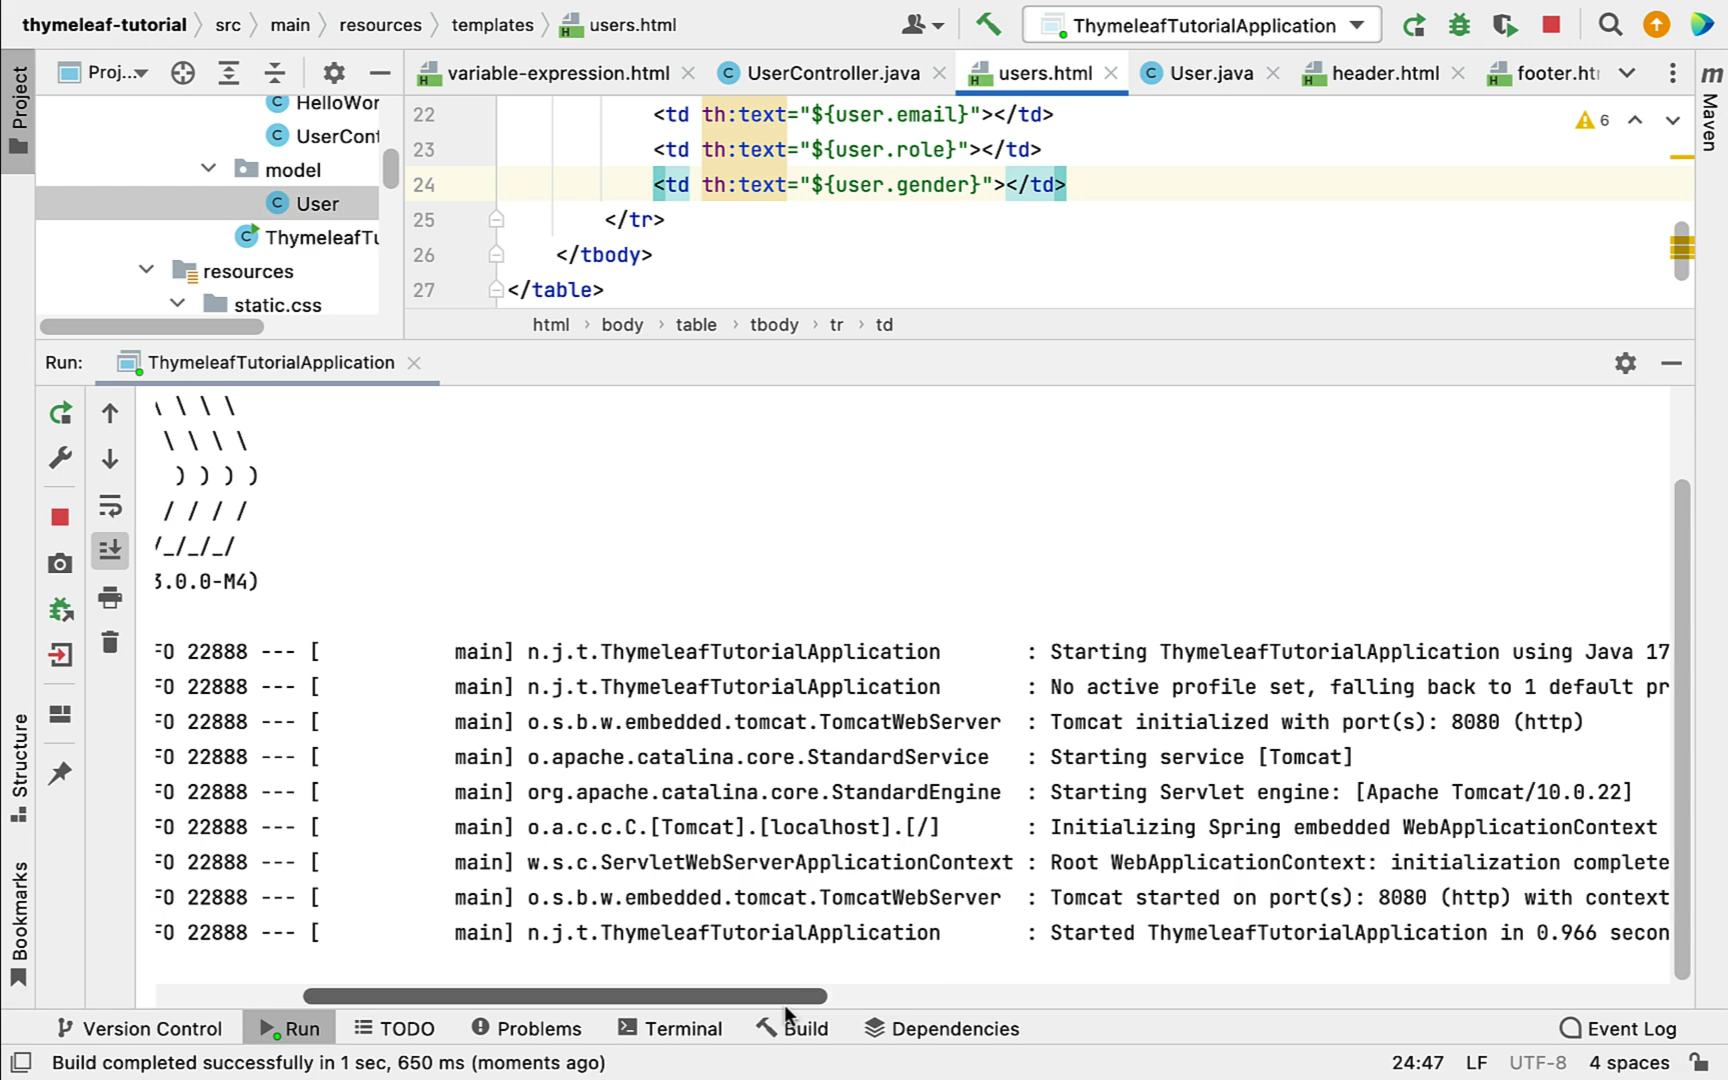 thymeleaf-tutorial src main resources templates users.html ThymeleafTutorialApplication
Project
Proj... variable-expression.html UserController.java users.html User.java header.html footer.ht
Maven
HelloWor
UserCont
model
User
ThymeleafTu
resources
static.css
22 <td th:text="${user.email}"></td>
23 <td th:text="${user.role}"></td>
24 <td th:text="${user.gender}"></td>
25 </tr>
26 </tbody>
27 </table>
6
html body table tbody tr td
Run: ThymeleafTutorialApplication
\ \ \ \
\ \ \ \
) ) ) )
/ / / /
/_/_/_/
3.0.0-M4)
FO 22888 --- [ main] n.j.t.ThymeleafTutorialApplication : Starting ThymeleafTutorialApplication using Java 17
FO 22888 --- [ main] n.j.t.ThymeleafTutorialApplication : No active profile set, falling back to 1 default pr
FO 22888 --- [ main] o.s.b.w.embedded.tomcat.TomcatWebServer : Tomcat initialized with port(s): 8080 (http)
FO 22888 --- [ main] o.apache.catalina.core.StandardService : Starting service [Tomcat]
FO 22888 --- [ main] org.apache.catalina.core.StandardEngine : Starting Servlet engine: [Apache Tomcat/10.0.22]
FO 22888 --- [ main] o.a.c.c.C.[Tomcat].[localhost].[/] : Initializing Spring embedded WebApplicationContext
FO 22888 --- [ main] w.s.c.ServletWebServerApplicationContext : Root WebApplicationContext: initialization complete
FO 22888 --- [ main] o.s.b.w.embedded.tomcat.TomcatWebServer : Tomcat started on port(s): 8080 (http) with context
FO 22888 --- [ main] n.j.t.ThymeleafTutorialApplication : Started ThymeleafTutorialApplication in 0.966 secon
Structure
Bookmarks
Version Control Run TODO Problems Terminal Build Dependencies Event Log
Build completed successfully in 1 sec, 650 ms (moments ago) 24:47 LF UTF-8 4 spaces